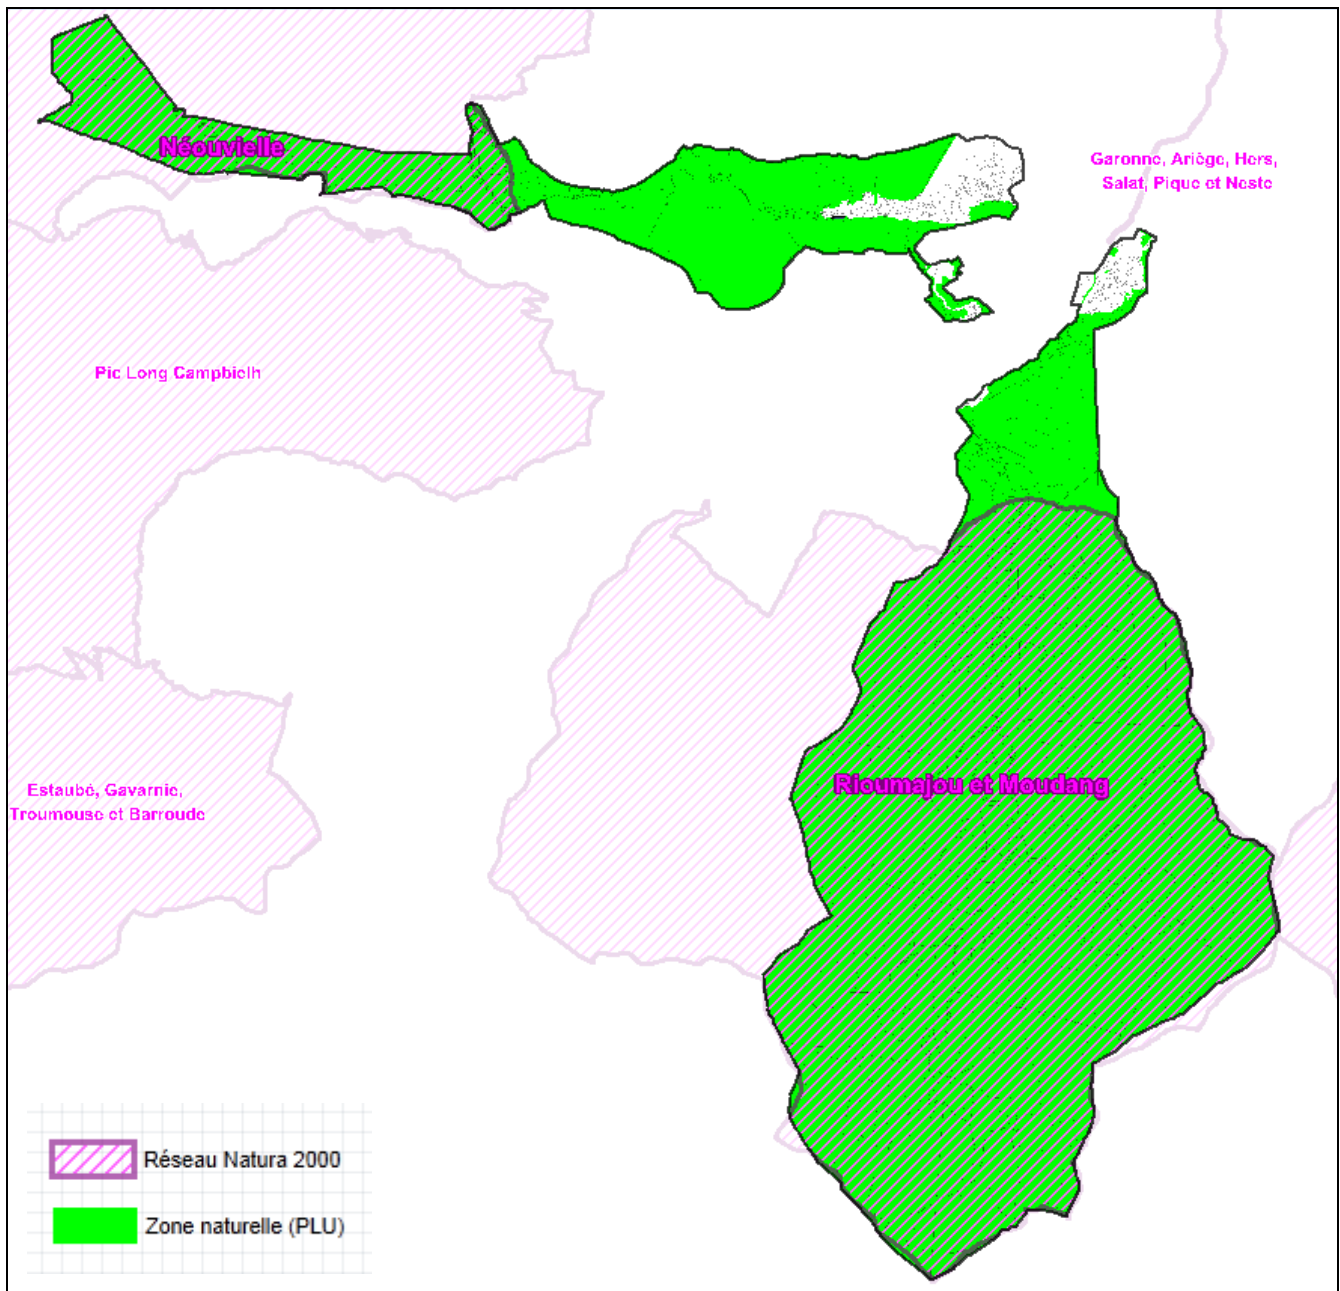 Néouvielle
Garonne, Ariège, Hers,
Salat, Pique et Neste
Pic Long Campbielh
Rioumajou et Moudang
Estaubé, Gavarnie,
Troumouse et Barroude
Réseau Natura 2000
Zone naturelle (PLU)